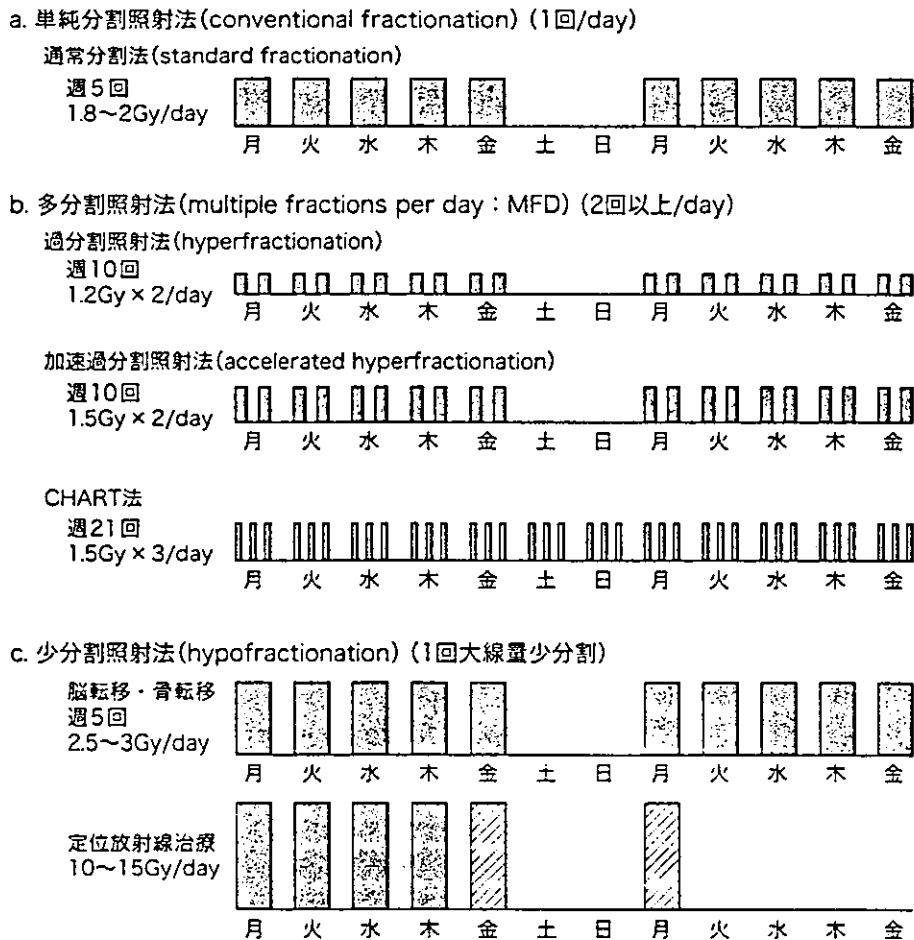 a. 単純分割照射法(conventional fractionation) (1回/day)
通常分割法(standard fractionation)
週5回
1.8〜2Gy/day
月 火 水 木 金 土 日 月 火 水 木 金
b. 多分割照射法(multiple fractions per day：MFD) (2回以上/day)
過分割照射法(hyperfractionation)
週10回
1.2Gy×2/day
月 火 水 木 金 土 日 月 火 水 木 金
加速過分割照射法(accelerated hyperfractionation)
週10回
1.5Gy×2/day
月 火 水 木 金 土 日 月 火 水 木 金
CHART法
週21回
1.5Gy×3/day
月 火 水 木 金 土 日 月 火 水 木 金
c. 少分割照射法(hypofractionation) (1回大線量少分割)
脳転移・骨転移
週5回
2.5〜3Gy/day
月 火 水 木 金 土 日 月 火 水 木 金
定位放射線治療
10〜15Gy/day
月 火 水 木 金 土 日 月 火 水 木 金